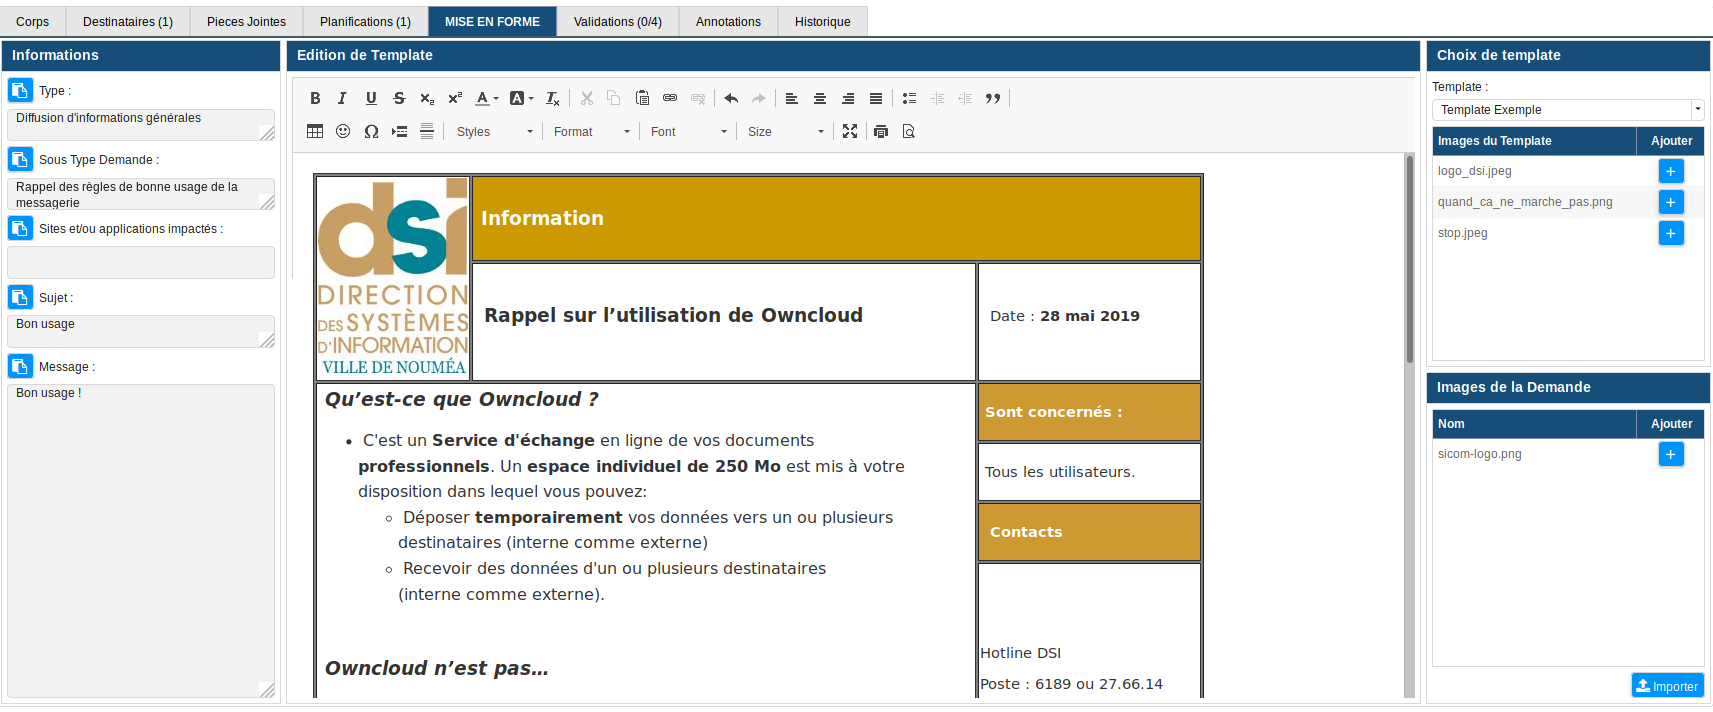 Corps Destinataires (1) Pieces Jointes Planifications (1) MISE EN FORME Validations (0/4) Annotations Historique
Informations
Type :
Diffusion d'informations générales
Sous Type Demande :
Rappel des règles de bonne usage de la
messagerie
Sites et/ou applications impactés :
Sujet :
Bon usage
Message :
Bon usage !
Edition de Template
Styles Format Font Size
dsi
DIRECTION
DES SYSTÈMES
D'INFORMATION
VILLE DE NOUMÉA
Information
Rappel sur l’utilisation de Owncloud
Date : 28 mai 2019
Qu’est-ce que Owncloud ?
• C'est un Service d'échange en ligne de vos documents
professionnels. Un espace individuel de 250 Mo est mis à votre
disposition dans lequel vous pouvez:
◦ Déposer temporairement vos données vers un ou plusieurs
destinataires (interne comme externe)
◦ Recevoir des données d'un ou plusieurs destinataires
(interne comme externe).
Owncloud n’est pas…
Sont concernés :
Tous les utilisateurs.
Contacts
Hotline DSI
Poste : 6189 ou 27.66.14
Choix de template
Template :
Template Exemple
Images du Template Ajouter
logo_dsi.jpeg
quand_ca_ne_marche_pas.png
stop.jpeg
Images de la Demande
Nom Ajouter
sicom-logo.png
Importer